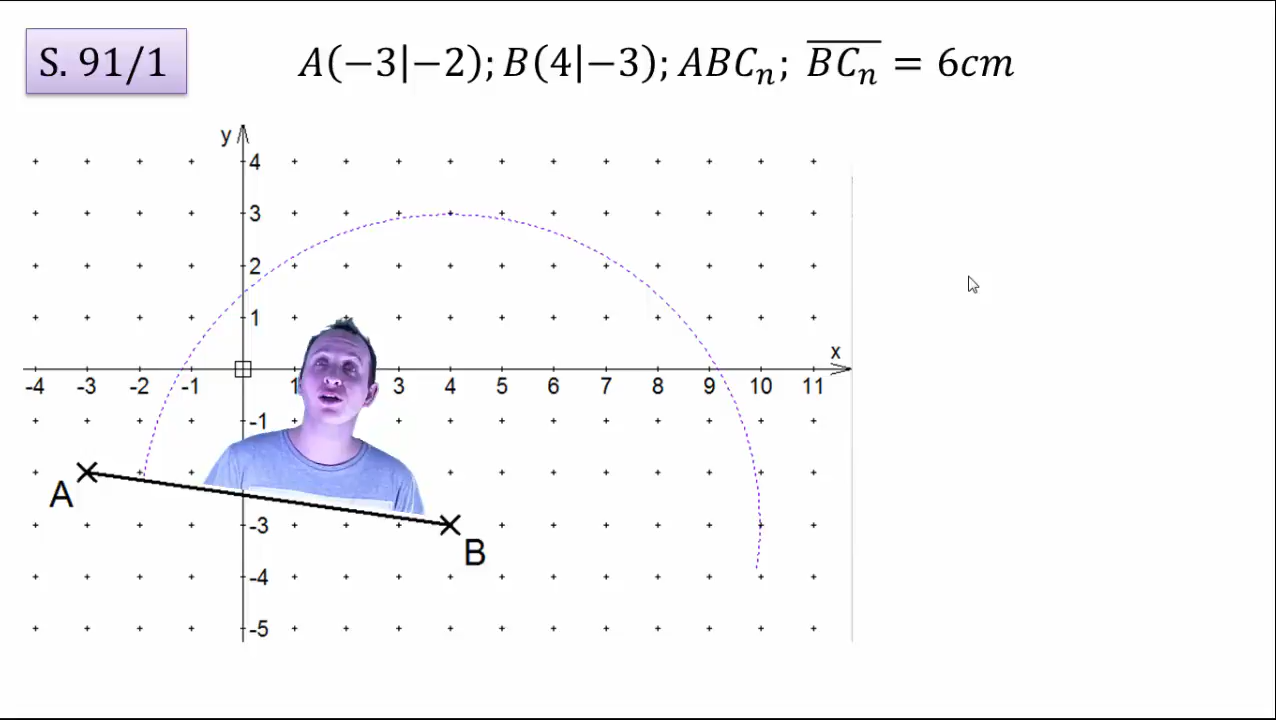 S. 91/1
A(−3|−2); B(4|−3); ABCₙ; B̅C̅ₙ̅ = 6cm
y
4
3
2
1
x
-4 -3 -2 -1 1 3 4 5 6 7 8 9 10 11
-1
A
-3
B
-4
-5